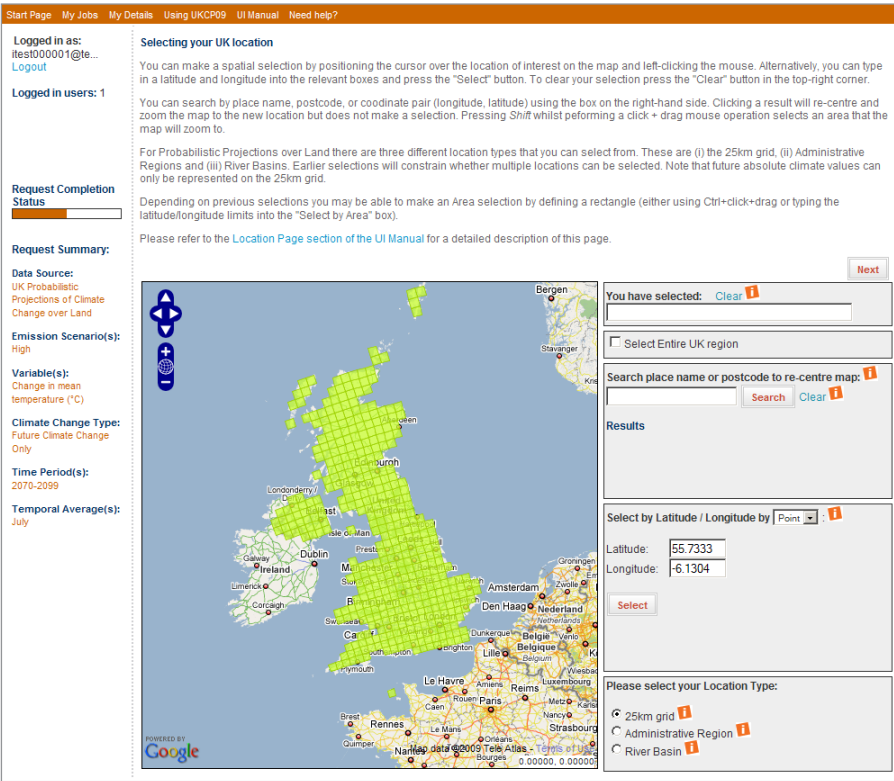 Start Page My Jobs My Details Using UKCP09 UI Manual Need help?
Logged in as:
itest000001@te...
Logout
Logged in users: 1
Request Completion
Status
Request Summary:
Data Source:
UK Probabilistic
Projections of Climate
Change over Land
Emission Scenario(s):
High
Variable(s):
Change in mean
temperature (°C)
Climate Change Type:
Future Climate Change
Only
Time Period(s):
2070-2099
Temporal Average(s):
July
Selecting your UK location
You can make a spatial selection by positioning the cursor over the location of interest on the map and left-clicking the mouse. Alternatively, you can type
in a latitude and longitude into the relevant boxes and press the "Select" button. To clear your selection press the "Clear" button in the top-right corner.
You can search by place name, postcode, or coodinate pair (longitude, latitude) using the box on the right-hand side. Clicking a result will re-centre and
zoom the map to the new location but does not make a selection. Pressing Shift whilst peforming a click + drag mouse operation selects an area that the
map will zoom to.
For Probabilistic Projections over Land there are three different location types that you can select from. These are (i) the 25km grid, (ii) Administrative
Regions and (iii) River Basins. Earlier selections will constrain whether multiple locations can be selected. Note that future absolute climate values can
only be represented on the 25km grid.
Depending on previous selections you may be able to make an Area selection by defining a rectangle (either using Ctrl+click+drag or typing the
latitude/longitude limits into the "Select by Area" box).
Please refer to the Location Page section of the UI Manual for a detailed description of this page.
Next
Bergen
Stavanger
Londonderry /
Dublin
Galway
Ireland
Limerick
Corcaigh
Plymouth
Brighton
Groningen
Amsterdam
Zwolle
Den Haag
Nederland
Netherlands
Dunkerque
België
Venlo
Belgique
Belgium
Lille
Le Havre
Amiens
Luxembourg
Reims
Rouen
Paris
Caen
Metz
Nancy
Strasbourg
Brest
Rennes
Le Mans
Quimper
Orléans
Nantes
Bourges
POWERED BY
Google
Map data ©2009 Tele Atlas - Terms of Use
0.00000, 0.00000
You have selected: Clear
Select Entire UK region
Search place name or postcode to re-centre map:
Search Clear
Results
Select by Latitude / Longitude by Point :
Latitude: 55.7333
Longitude: -6.1304
Select
Please select your Location Type:
25km grid
Administrative Region
River Basin